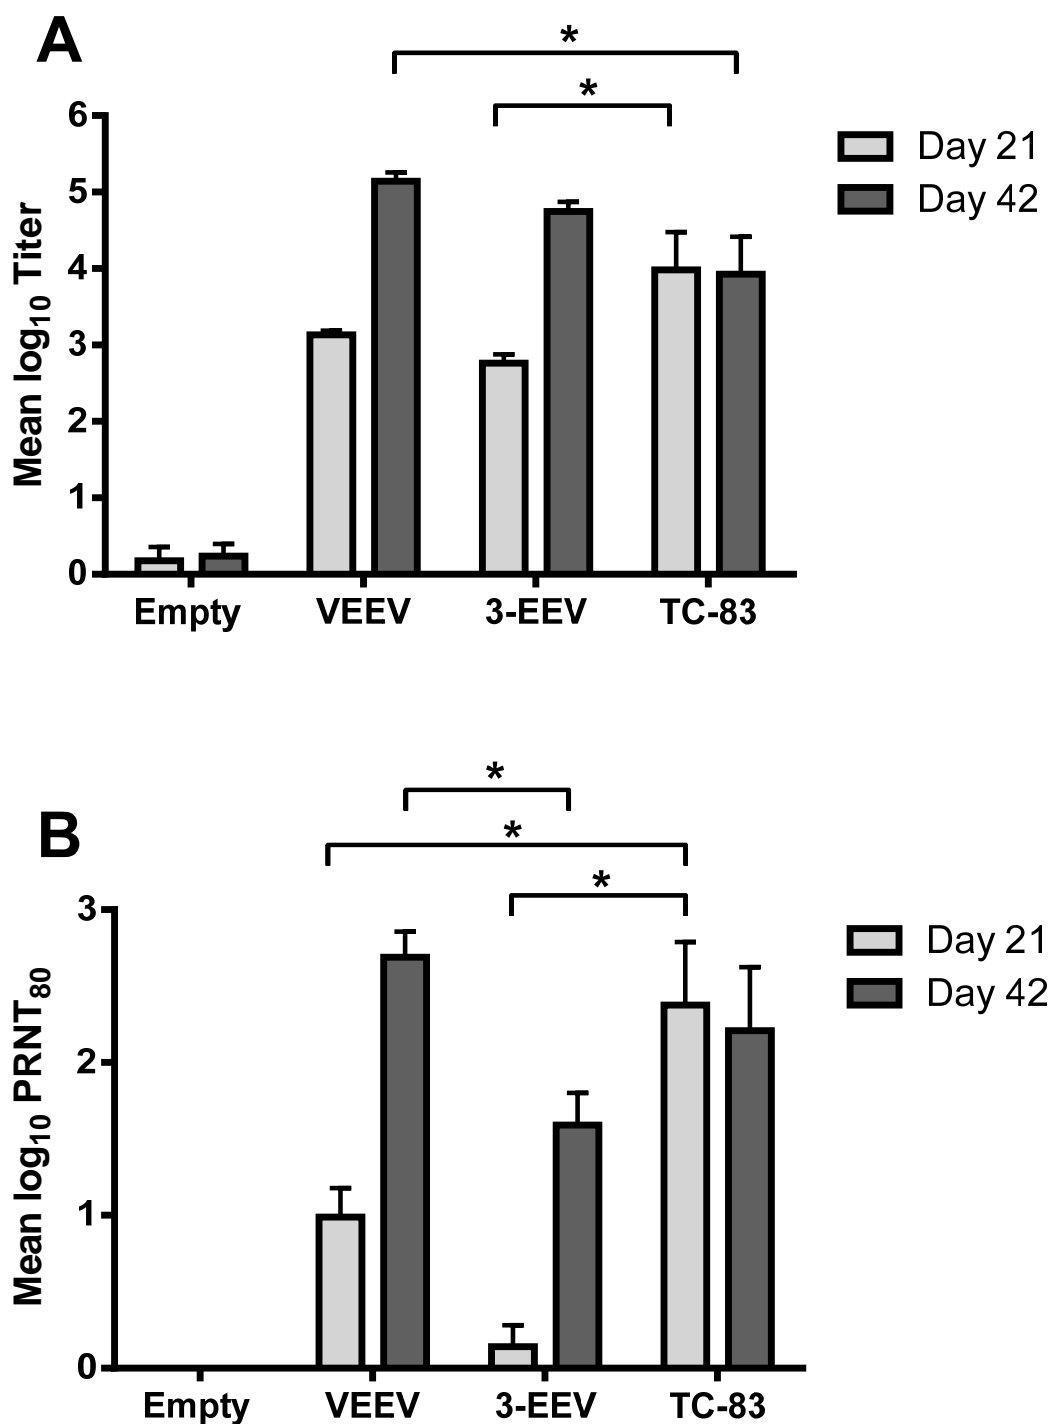 A
*
*
6
5
4
3
2
1
0
Mean log10 Titer
Empty VEEV 3-EEV TC-83
Day 21
Day 42
B
*
*
*
3
2
1
0
Mean log10 PRNT80
Empty VEEV 3-EEV TC-83
Day 21
Day 42